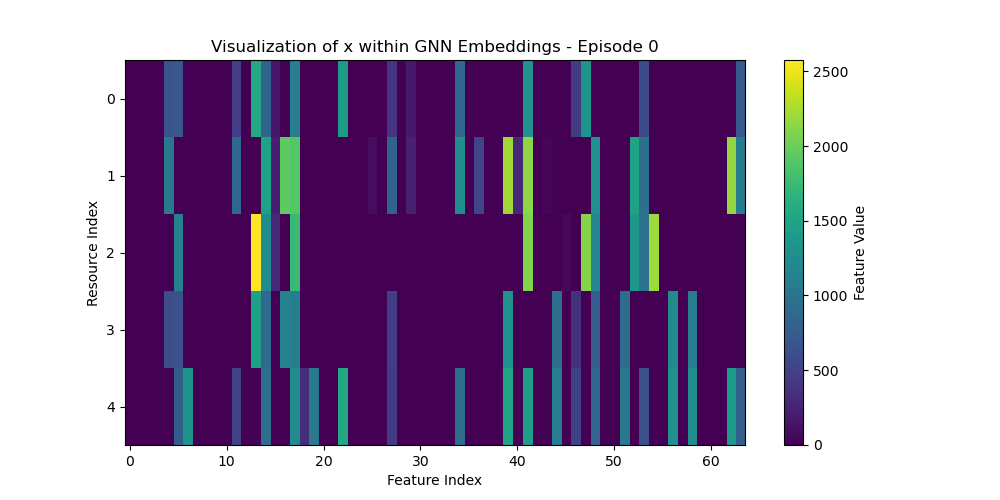 Visualization of x within GNN Embeddings - Episode 0
Resource Index
0
1
2
3
4
0 10 20 30 40 50 60
Feature Index
2500
2000
1500
1000
500
0
Feature Value